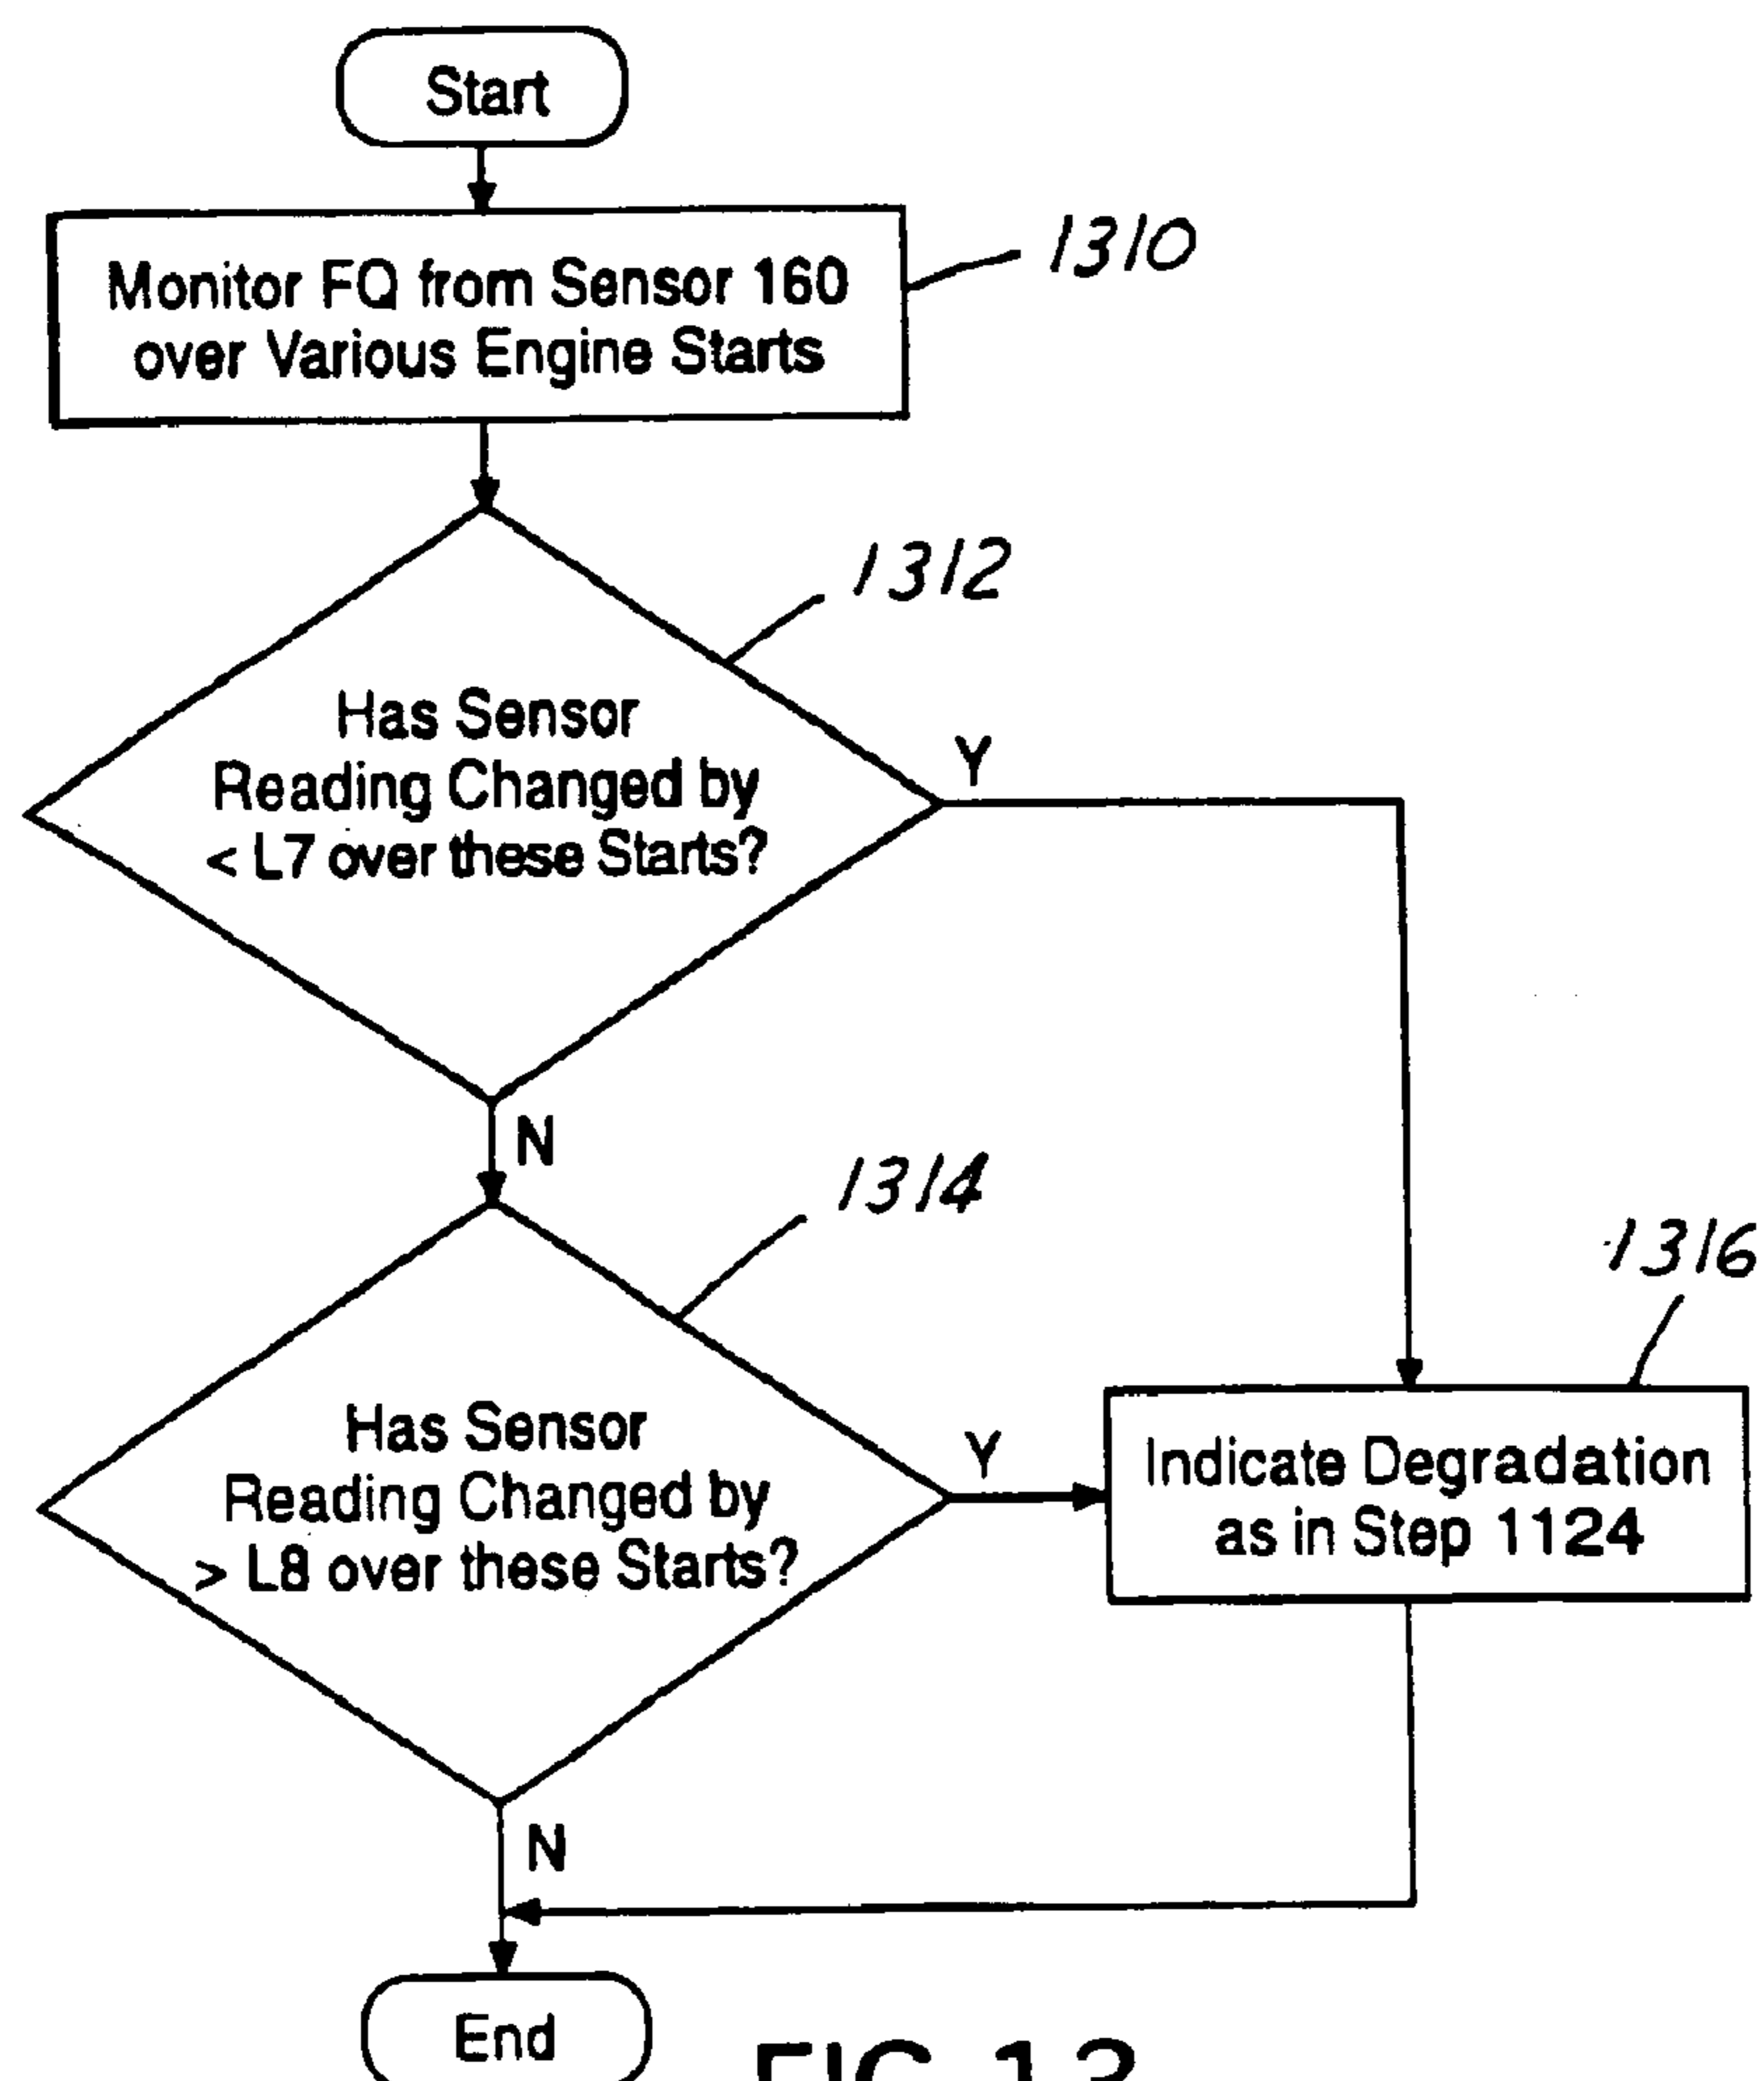 Start
Monitor FQ from Sensor 160
over Various Engine Starts
1310
1312
Has Sensor
Reading Changed by
< L7 over these Starts?
Y
N
1314
1316
Has Sensor
Reading Changed by
> L8 over these Starts?
Y
Indicate Degradation
as in Step 1124
N
End
FIG.13